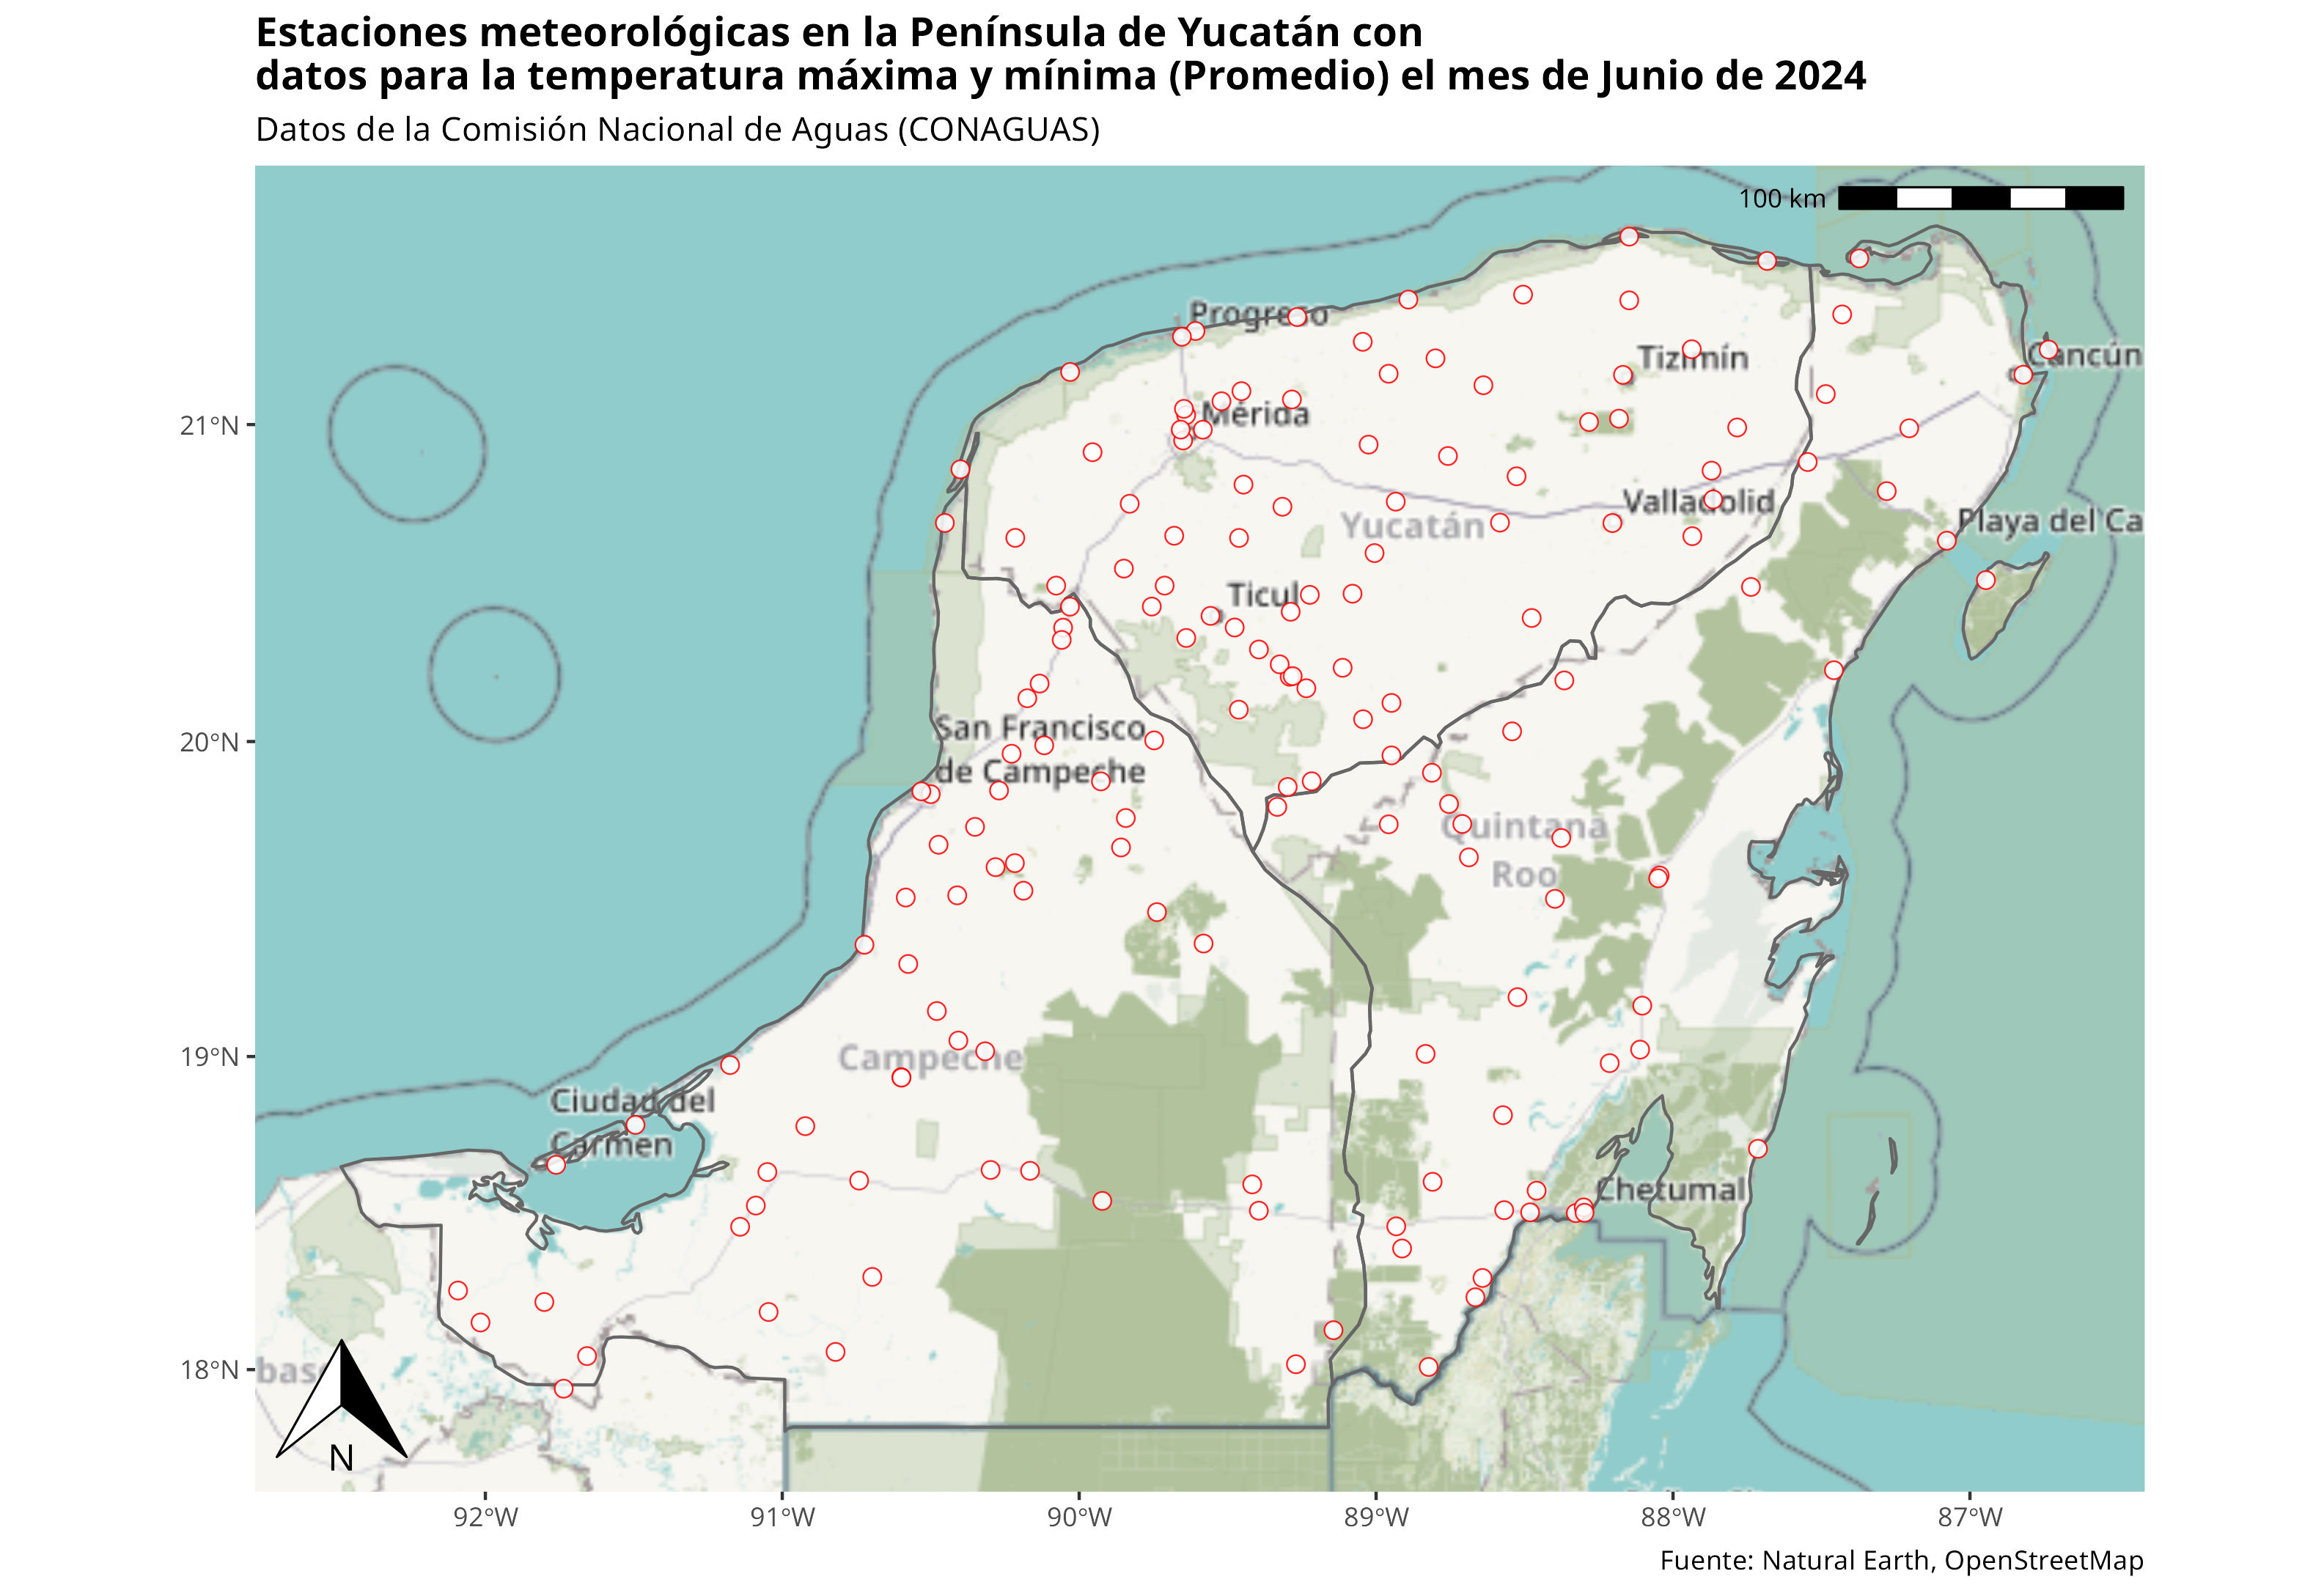 Estaciones meteorológicas en la Península de Yucatán con
datos para la temperatura máxima y mínima (Promedio) el mes de Junio de 2024
Datos de la Comisión Nacional de Aguas (CONAGUAS)
100 km
Progreso
Tizimín
Cancún
Mérida
21°N
Valladolid
Yucatán
Playa del Ca
Ticul
San Francisco
de Campeche
20°N
Quintana
Roo
19°N
Campeche
Ciudad del
Carmen
Chetumal
18°N
bas
N
92°W
91°W
90°W
89°W
88°W
87°W
Fuente: Natural Earth, OpenStreetMap